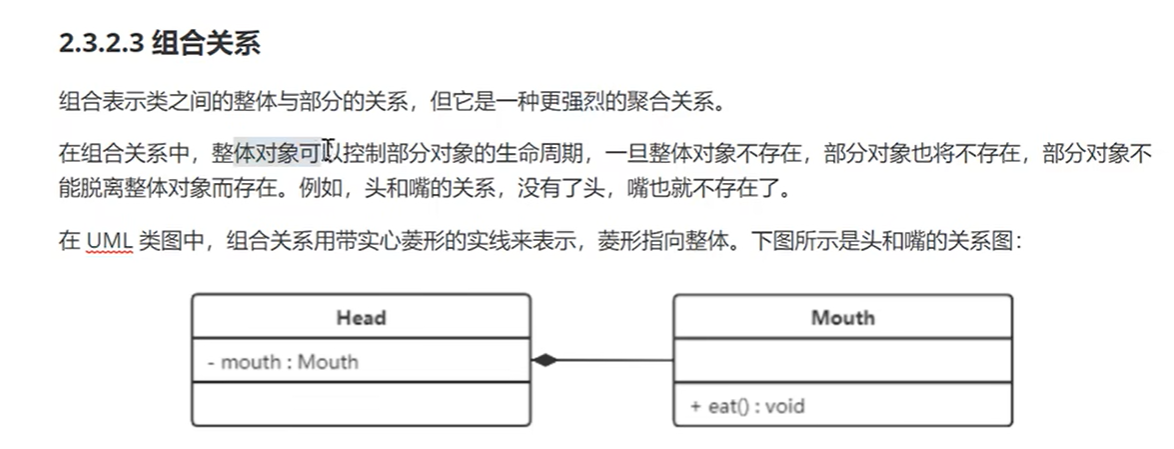 2.3.2.3 组合关系
组合表示类之间的整体与部分的关系，但它是一种更强烈的聚合关系。
在组合关系中，整体对象可以控制部分对象的生命周期，一旦整体对象不存在，部分对象也将不存在，部分对象不
能脱离整体对象而存在。例如，头和嘴的关系，没有了头，嘴也就不存在了。
在 UML 类图中，组合关系用带实心菱形的实线来表示，菱形指向整体。下图所示是头和嘴的关系图：
Head
- mouth : Mouth
Mouth
+ eat() : void